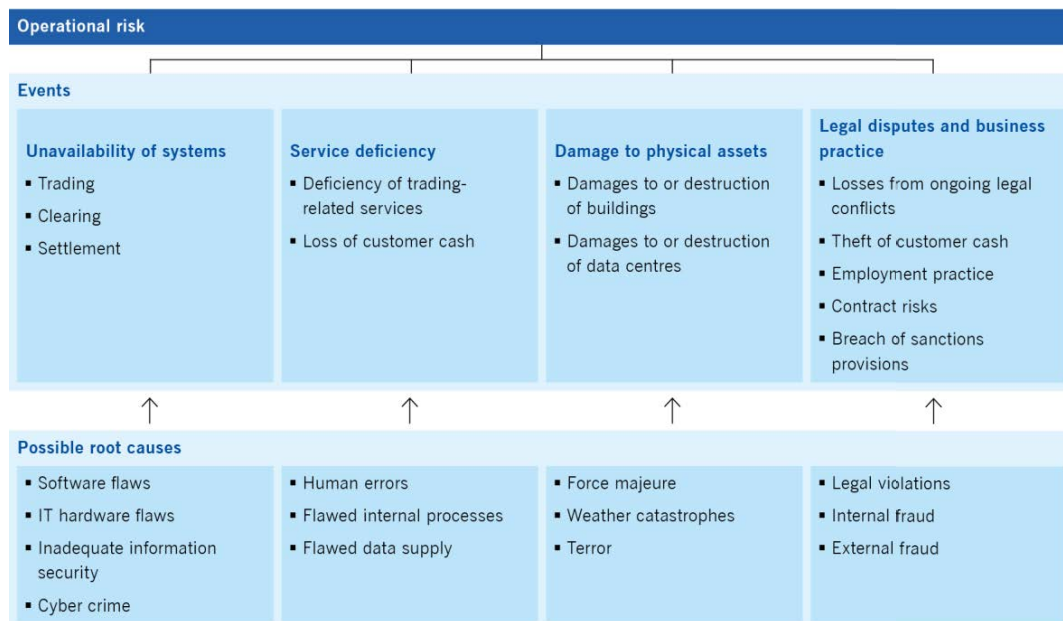 Operational risk
Events
Unavailability of systems
▪ Trading
▪ Clearing
▪ Settlement
Service deficiency
▪ Deficiency of trading-
related services
▪ Loss of customer cash
Damage to physical assets
▪ Damages to or destruction
of buildings
▪ Damages to or destruction
of data centres
Legal disputes and business
practice
▪ Losses from ongoing legal
conflicts
▪ Theft of customer cash
▪ Employment practice
▪ Contract risks
▪ Breach of sanctions
provisions
Possible root causes
▪ Software flaws
▪ IT hardware flaws
▪ Inadequate information
security
▪ Cyber crime
▪ Human errors
▪ Flawed internal processes
▪ Flawed data supply
▪ Force majeure
▪ Weather catastrophes
▪ Terror
▪ Legal violations
▪ Internal fraud
▪ External fraud